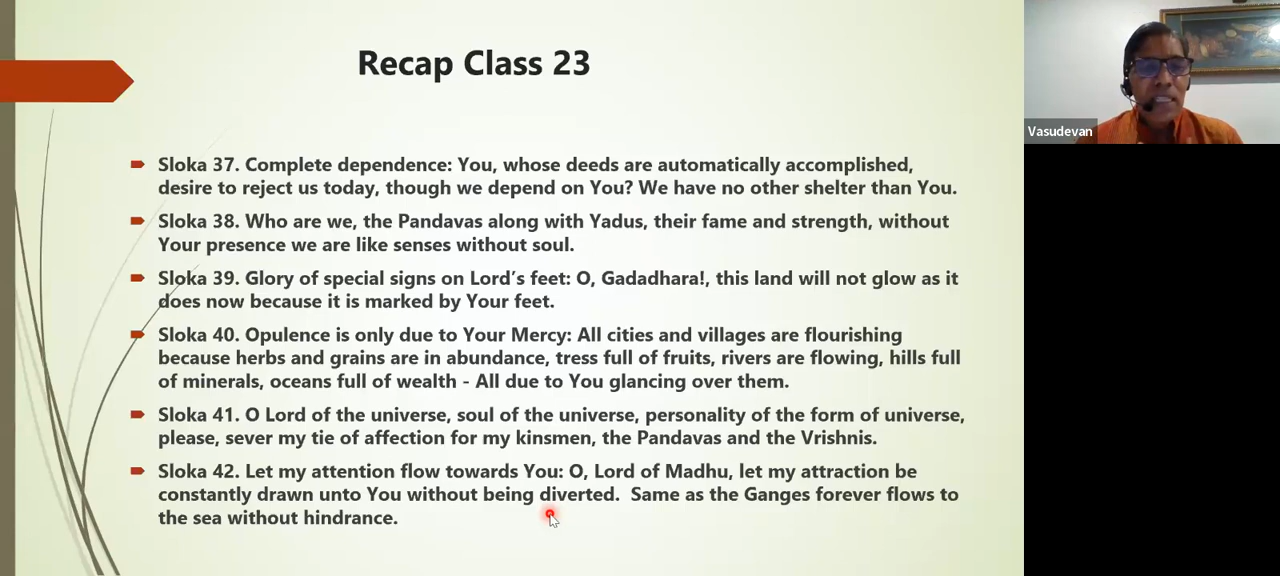 Recap Class 23
Sloka 37. Complete dependence: You, whose deeds are automatically accomplished,
desire to reject us today, though we depend on You? We have no other shelter than You.
Sloka 38. Who are we, the Pandavas along with Yadus, their fame and strength, without
Your presence we are like senses without soul.
Sloka 39. Glory of special signs on Lord’s feet: O, Gadadhara!, this land will not glow as it
does now because it is marked by Your feet.
Sloka 40. Opulence is only due to Your Mercy: All cities and villages are flourishing
because herbs and grains are in abundance, tress full of fruits, rivers are flowing, hills full
of minerals, oceans full of wealth - All due to You glancing over them.
Sloka 41. O Lord of the universe, soul of the universe, personality of the form of universe,
please, sever my tie of affection for my kinsmen, the Pandavas and the Vrishnis.
Sloka 42. Let my attention flow towards You: O, Lord of Madhu, let my attraction be
constantly drawn unto You without being diverted.  Same as the Ganges forever flows to
the sea without hindrance.
Vasudevan